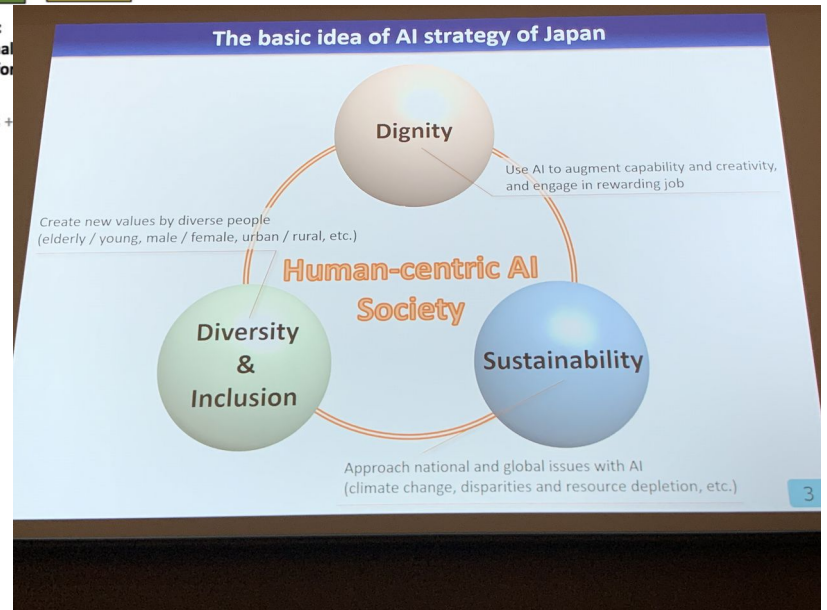 al
The basic idea of AI strategy of Japan
Dignity
Use AI to augment capability and creativity,
and engage in rewarding job
Create new values by diverse people
(elderly / young, male / female, urban / rural, etc.)
Human-centric AI
Society
Diversity
&
Inclusion
Sustainability
Approach national and global issues with AI
(climate change, disparities and resource depletion, etc.)
3
+